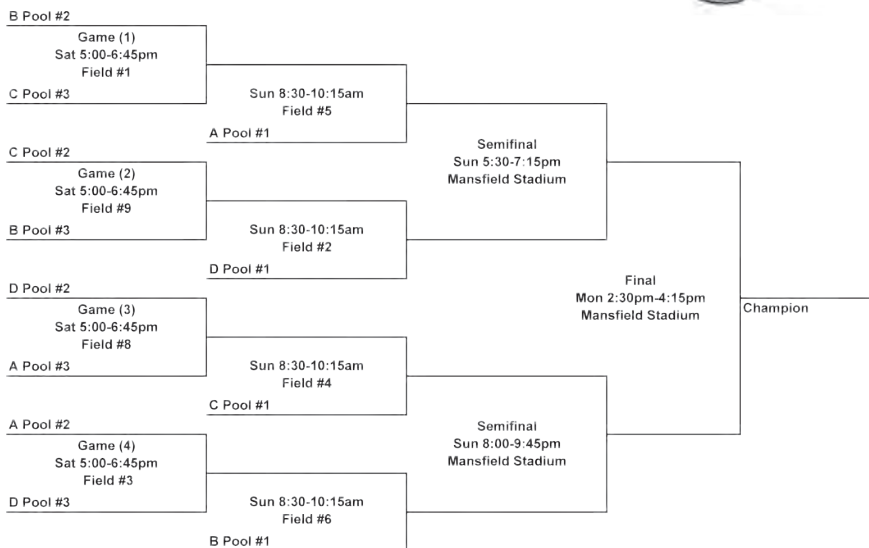 B Pool #2
Game (1)
Sat 5:00-6:45pm
Field #1
C Pool #3
Sun 8:30-10:15am
Field #5
A Pool #1
C Pool #2
Game (2)
Sat 5:00-6:45pm
Field #9
B Pool #3
Sun 8:30-10:15am
Field #2
D Pool #1
Semifinal
Sun 5:30-7:15pm
Mansfield Stadium
D Pool #2
Game (3)
Sat 5:00-6:45pm
Field #8
A Pool #3
Sun 8:30-10:15am
Field #4
C Pool #1
A Pool #2
Game (4)
Sat 5:00-6:45pm
Field #3
D Pool #3
Sun 8:30-10:15am
Field #6
B Pool #1
Semifinal
Sun 8:00-9:45pm
Mansfield Stadium
Final
Mon 2:30pm-4:15pm
Mansfield Stadium
Champion